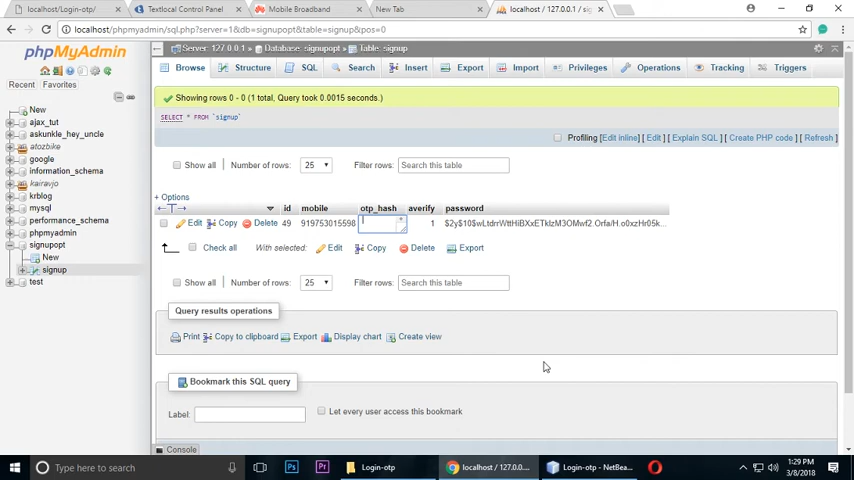 localhost/Login-otp/
Textlocal Control Panel
Mobile Broadband
New Tab
localhost / 127.0.0.1 / sig
localhost/phpmyadmin/sql.php?server=1&db=signupopt&table=signup&pos=0
phpMyAdmin
Recent Favorites
New
ajax_tut
askunkle_hey_uncle
atozbike
google
information_schema
kairavjo
krblog
mysql
performance_schema
phpmyadmin
signupopt
New
signup
test
Server: 127.0.0.1 » Database: signupopt » Table: signup
Browse Structure SQL Search Insert Export Import Privileges Operations Tracking Triggers
Showing rows 0 - 0 (1 total, Query took 0.0015 seconds.)
SELECT * FROM `signup`
Profiling [Edit inline] [ Edit ] [ Explain SQL ] [ Create PHP code ] [ Refresh ]
Show all Number of rows: 25 Filter rows: Search this table
+ Options
id mobile otp_hash averify password
Edit Copy Delete 49 919753015598 1 $2y$10$wLtdrrWttHiBXxETkIzM3OMwf2.Orfa/H.o0xzHr05k...
Check all With selected: Edit Copy Delete Export
Show all Number of rows: 25 Filter rows: Search this table
Query results operations
Print Copy to clipboard Export Display chart Create view
Bookmark this SQL query
Label: Let every user access this bookmark
Console
Type here to search
Ps
Pr
Login-otp
localhost / 127.0.0....
Login-otp - NetBea...
1:29 PM
3/8/2018